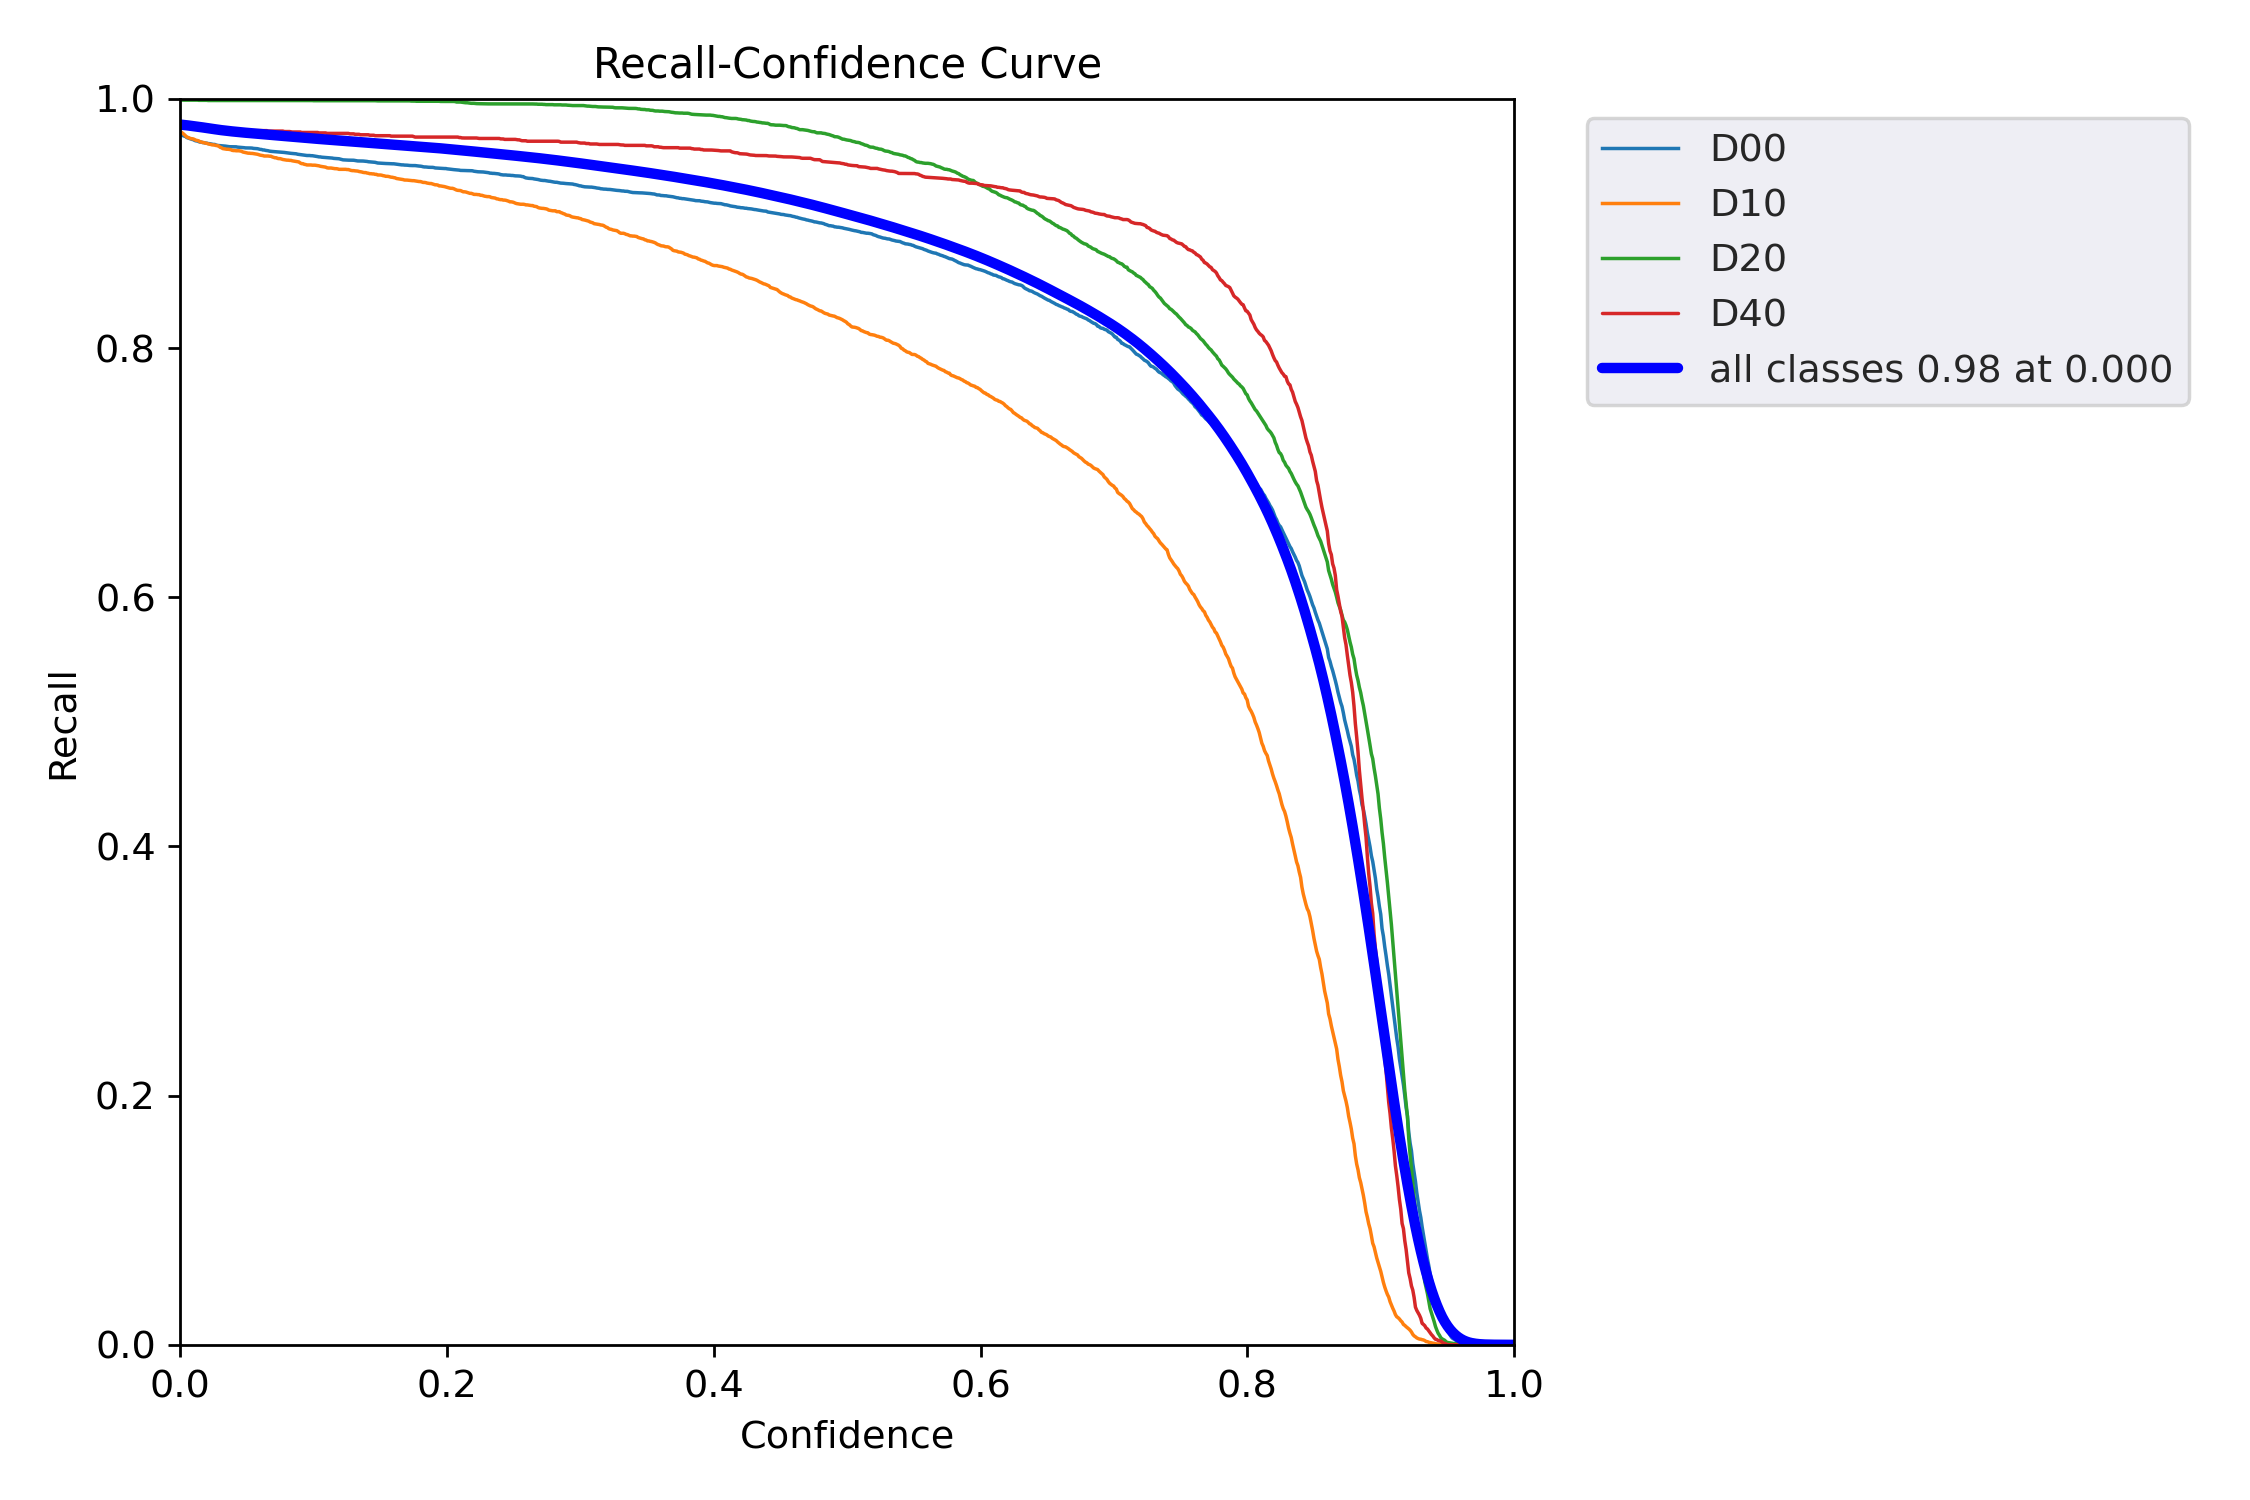 Recall-Confidence Curve
1.0
0.8
0.6
0.4
0.2
0.0
Recall
0.0 0.2 0.4 0.6 0.8 1.0
Confidence
D00
D10
D20
D40
all classes 0.98 at 0.000